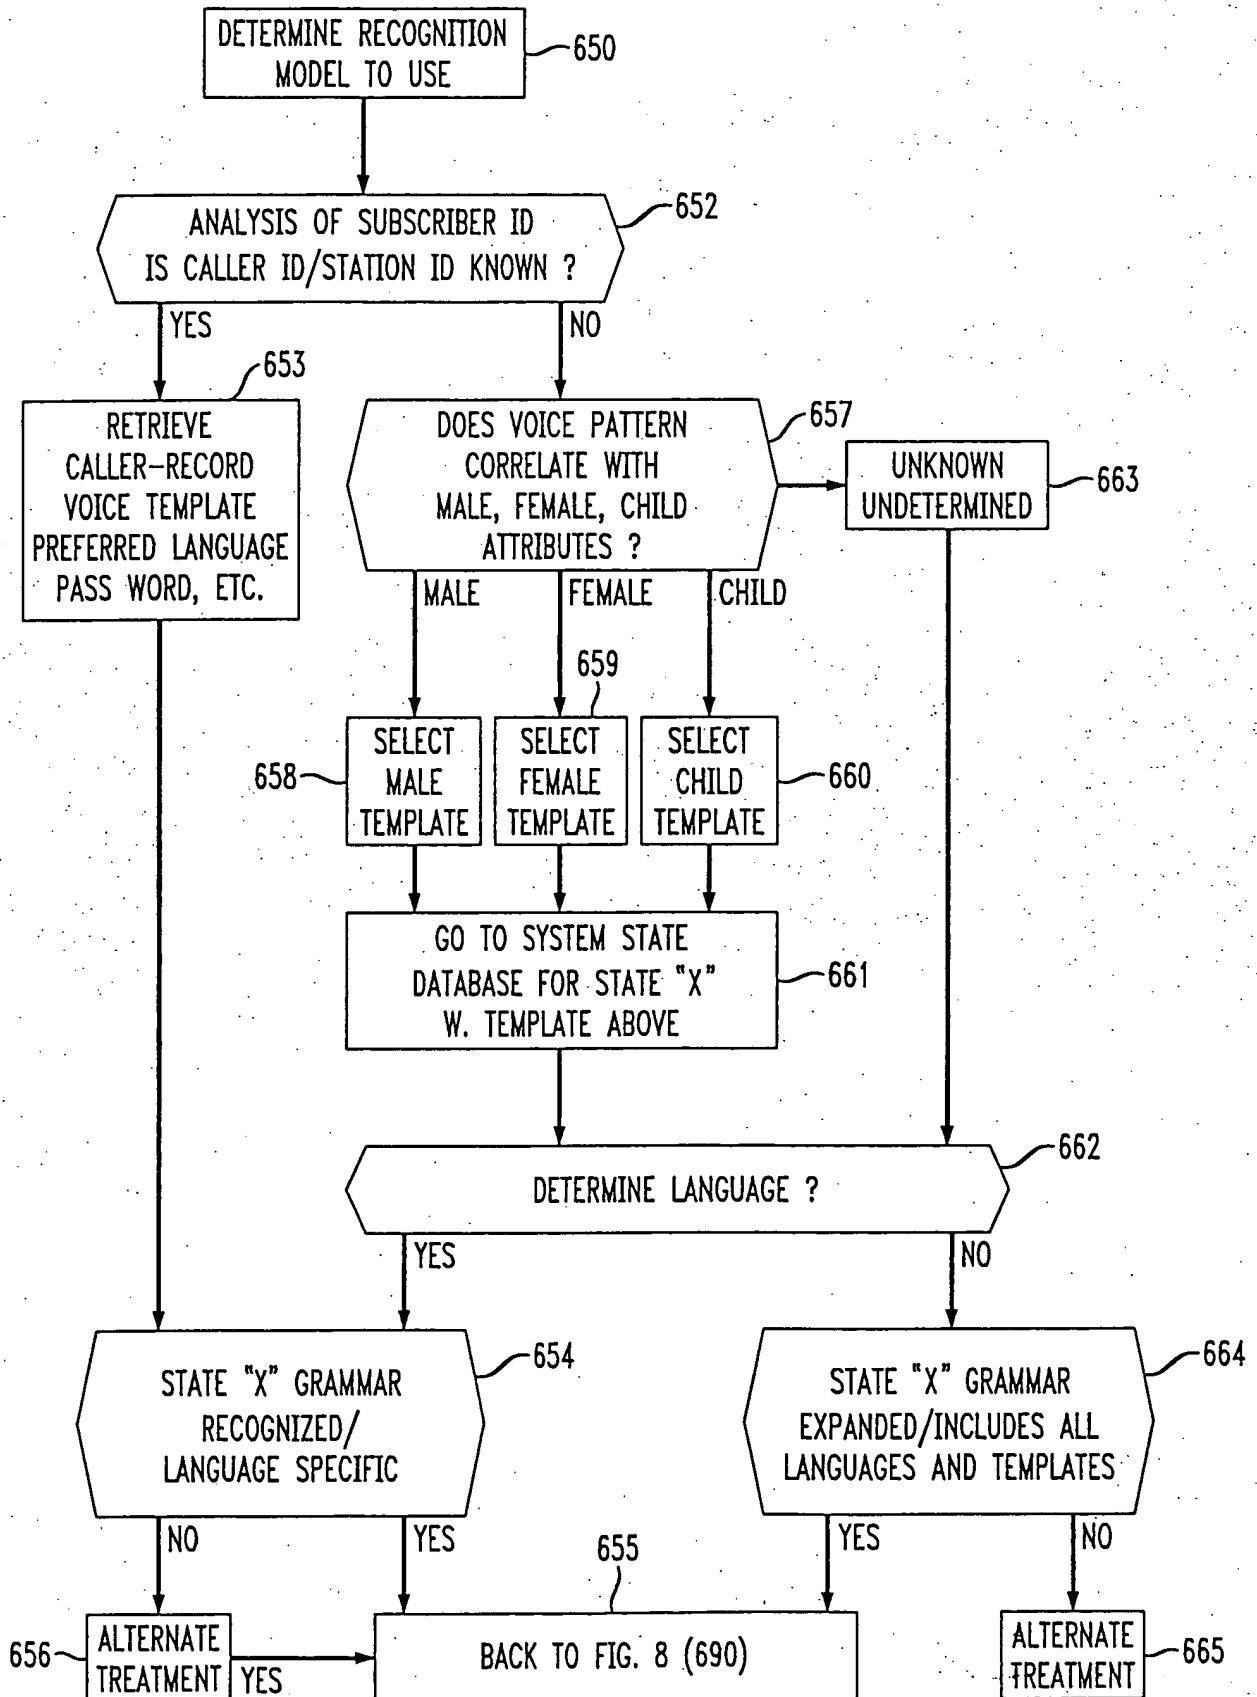 DETERMINE RECOGNITION
MODEL TO USE
650
ANALYSIS OF SUBSCRIBER ID
IS CALLER ID/STATION ID KNOWN ?
652
YES
NO
653
RETRIEVE
CALLER-RECORD
VOICE TEMPLATE
PREFERRED LANGUAGE
PASS WORD, ETC.
DOES VOICE PATTERN
CORRELATE WITH
MALE, FEMALE, CHILD
ATTRIBUTES ?
657
UNKNOWN
UNDETERMINED
663
MALE
FEMALE
CHILD
659
658
SELECT
MALE
TEMPLATE
SELECT
FEMALE
TEMPLATE
SELECT
CHILD
TEMPLATE
660
GO TO SYSTEM STATE
DATABASE FOR STATE "X"
W. TEMPLATE ABOVE
661
DETERMINE LANGUAGE ?
662
YES
NO
STATE "X" GRAMMAR
RECOGNIZED/
LANGUAGE SPECIFIC
654
STATE "X" GRAMMAR
EXPANDED/INCLUDES ALL
LANGUAGES AND TEMPLATES
664
NO
YES
655
YES
NO
656
ALTERNATE
TREATMENT
YES
BACK TO FIG. 8 (690)
ALTERNATE
TREATMENT
665